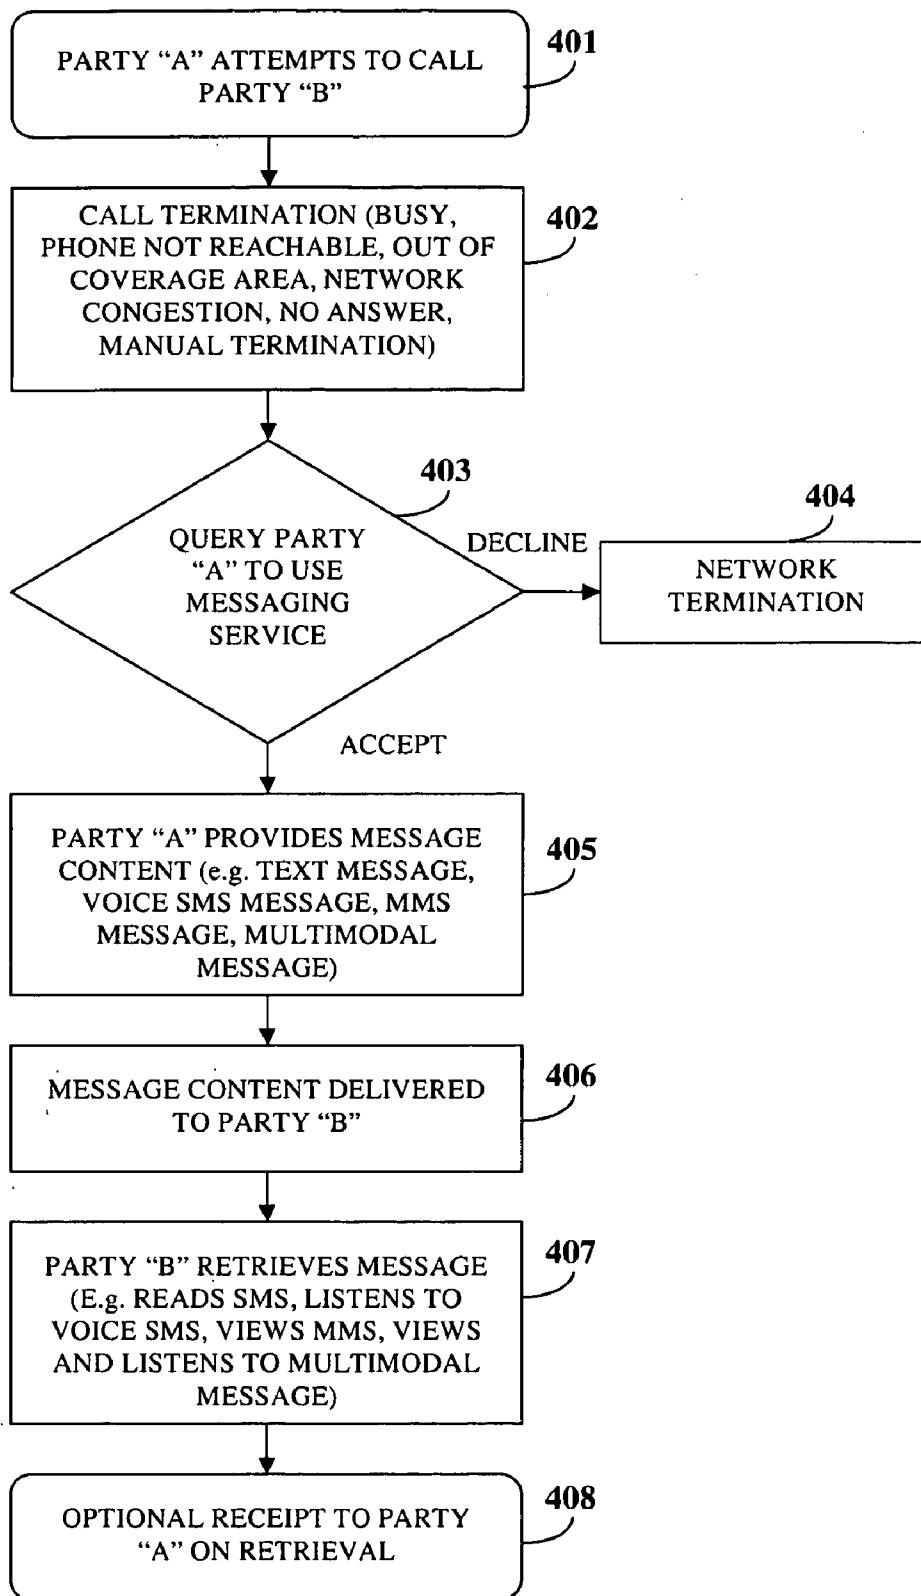 PARTY “A” ATTEMPTS TO CALL
PARTY “B”
401
CALL TERMINATION (BUSY,
PHONE NOT REACHABLE, OUT OF
COVERAGE AREA, NETWORK
CONGESTION, NO ANSWER,
MANUAL TERMINATION)
402
QUERY PARTY
“A” TO USE
MESSAGING
SERVICE
403
DECLINE
404
NETWORK
TERMINATION
ACCEPT
PARTY “A” PROVIDES MESSAGE
CONTENT (e.g. TEXT MESSAGE,
VOICE SMS MESSAGE, MMS
MESSAGE, MULTIMODAL
MESSAGE)
405
MESSAGE CONTENT DELIVERED
TO PARTY “B”
406
PARTY “B” RETRIEVES MESSAGE
(E.g. READS SMS, LISTENS TO
VOICE SMS, VIEWS MMS, VIEWS
AND LISTENS TO MULTIMODAL
MESSAGE)
407
OPTIONAL RECEIPT TO PARTY
“A” ON RETRIEVAL
408